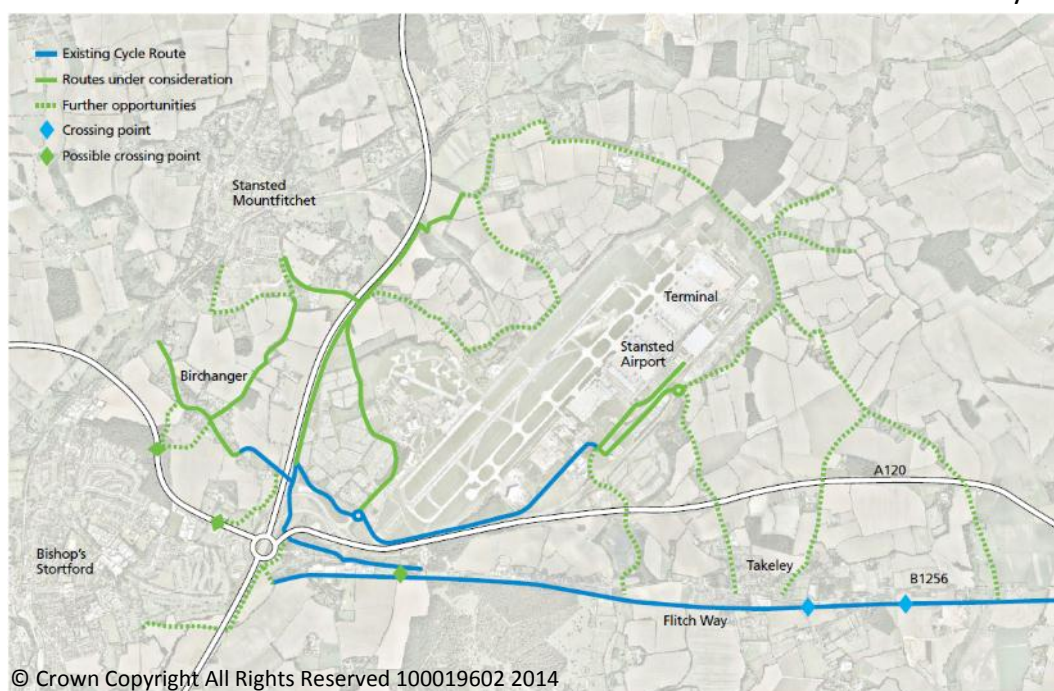 Existing Cycle Route
Routes under consideration
Further opportunities
Crossing point
Possible crossing point
Stansted
Mountfitchet
Terminal
Stansted
Airport
Birchanger
A120
Bishop's
Stortford
Takeley
B1256
Flitch Way
© Crown Copyright All Rights Reserved 100019602 2014